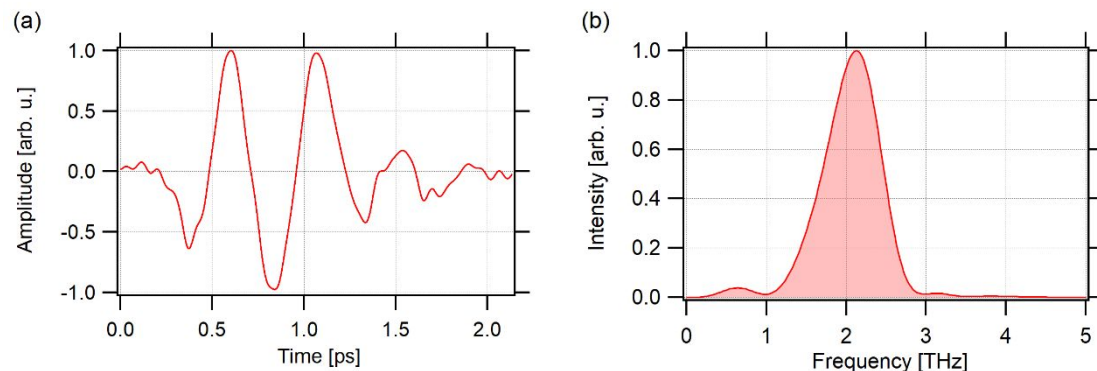 (a)
Amplitude [arb. u.]
1.0
0.5
0.0
-0.5
-1.0
0.0 0.5 1.0 1.5 2.0
Time [ps]
(b)
Intensity [arb. u.]
1.0
0.8
0.6
0.4
0.2
0.0
0 1 2 3 4 5
Frequency [THz]